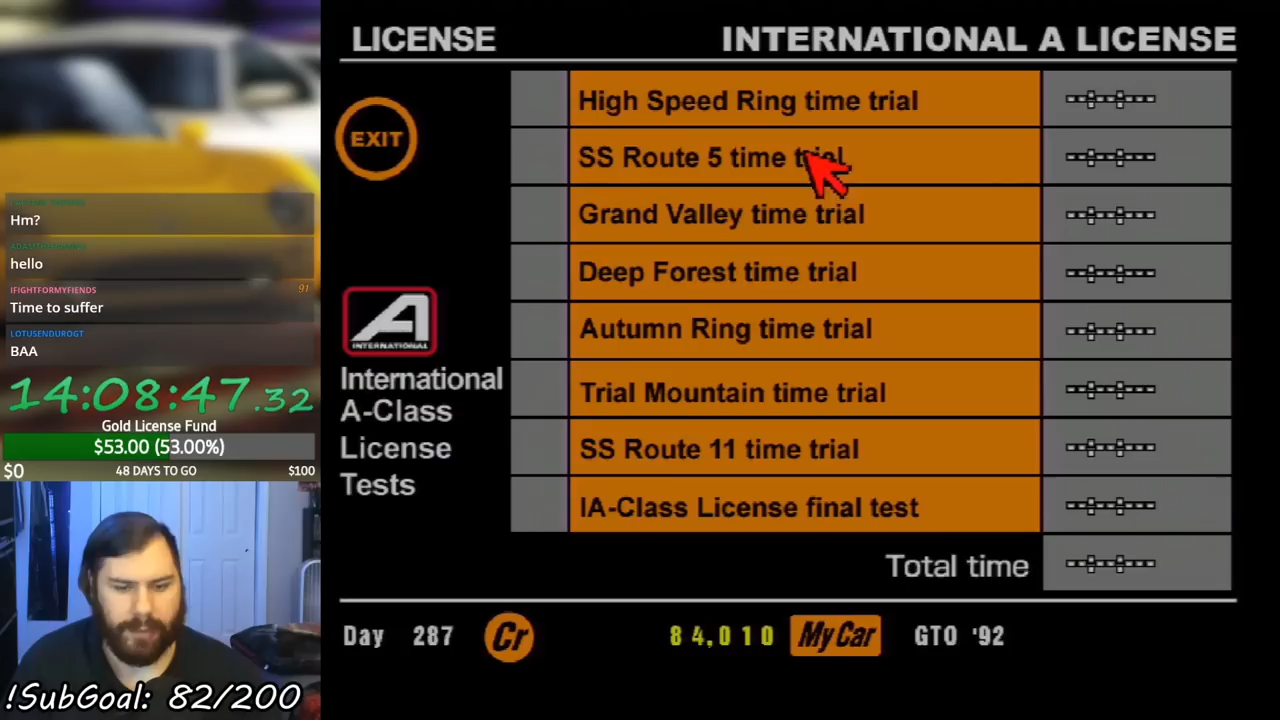 LICENSE
INTERNATIONAL A LICENSE
EXIT
High Speed Ring time trial
SS Route 5 time trial
Grand Valley time trial
Deep Forest time trial
Autumn Ring time trial
Trial Mountain time trial
SS Route 11 time trial
IA-Class License final test
Total time
A
INTERNATIONAL
International
A-Class
License
Tests
Day 287 Cr 84,010 MyCar GTO '92
Hm?
hello
IFIGHTFORMYFIENDS 91
Time to suffer
LOTUSENDUROGT
BAA
14:08:47.32
Gold License Fund
$53.00 (53.00%)
$0 48 DAYS TO GO $100
!SubGoal: 82/200